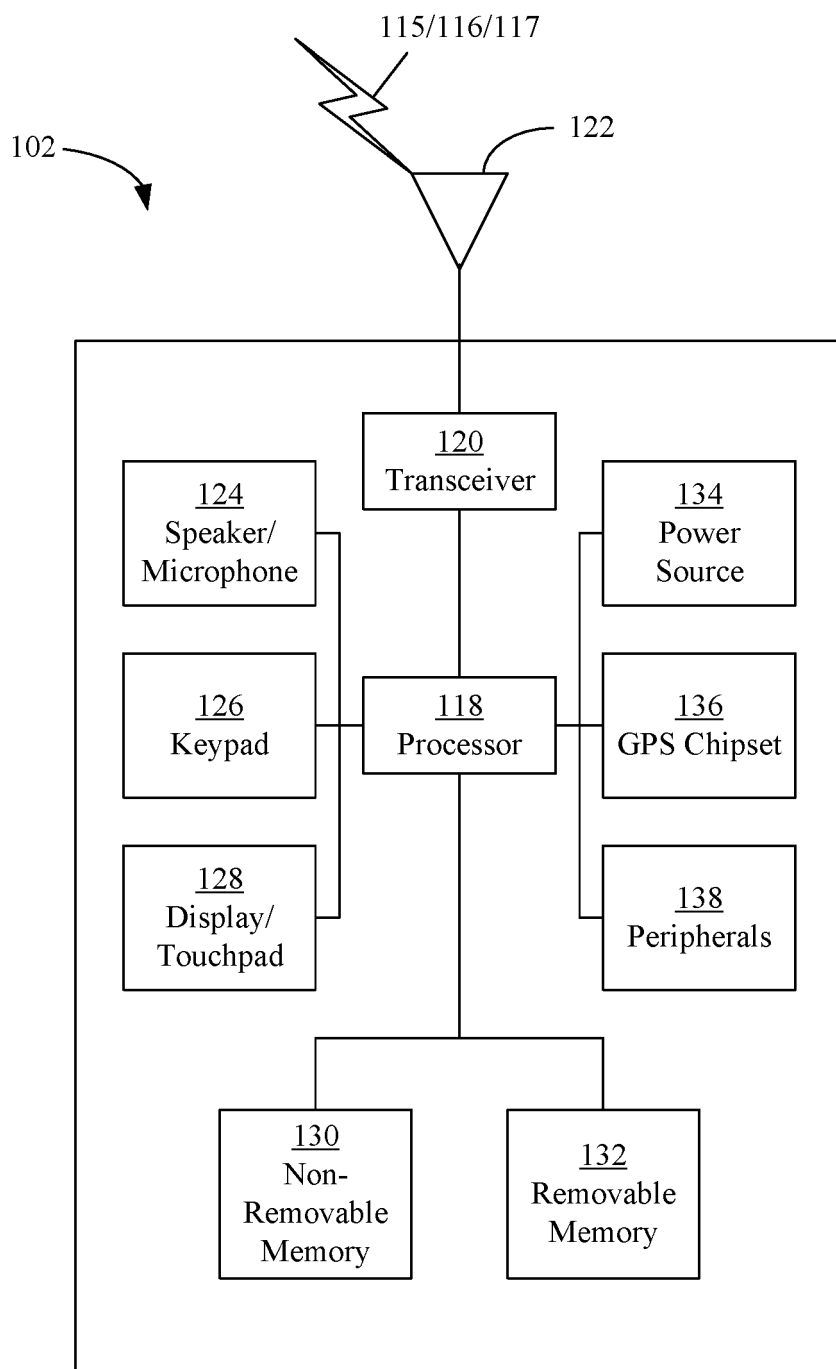 115/116/117
122
102
120
Transceiver
124
Speaker/
Microphone
134
Power
Source
126
Keypad
118
Processor
136
GPS Chipset
128
Display/
Touchpad
138
Peripherals
130
Non-
Removable
Memory
132
Removable
Memory